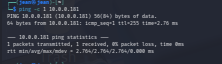 $ ping -c 1 10.0.0.181
PING 10.0.0.181 (10.0.0.181) 56(84) bytes of data.
64 bytes from 10.0.0.181: icmp_seq=1 ttl=255 time=2.76 ms

--- 10.0.0.181 ping statistics ---
1 packets transmitted, 1 received, 0% packet loss, time 0ms
rtt min/avg/max/mdev = 2.764/2.764/2.764/0.000 ms